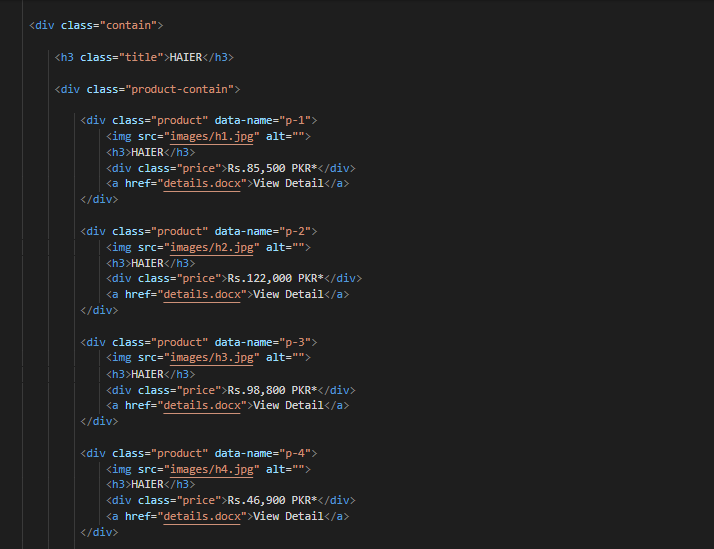 <div class="contain">
<h3 class="title">HAIER</h3>
<div class="product-contain">
<div class="product" data-name="p-1">
<img src="images/h1.jpg" alt="">
<h3>HAIER</h3>
<div class="price">Rs.85,500 PKR*</div>
<a href="details.docx">View Detail</a>
</div>
<div class="product" data-name="p-2">
<img src="images/h2.jpg" alt="">
<h3>HAIER</h3>
<div class="price">Rs.122,000 PKR*</div>
<a href="details.docx">View Detail</a>
</div>
<div class="product" data-name="p-3">
<img src="images/h3.jpg" alt="">
<h3>HAIER</h3>
<div class="price">Rs.98,800 PKR*</div>
<a href="details.docx">View Detail</a>
</div>
<div class="product" data-name="p-4">
<img src="images/h4.jpg" alt="">
<h3>HAIER</h3>
<div class="price">Rs.46,900 PKR*</div>
<a href="details.docx">View Detail</a>
</div>